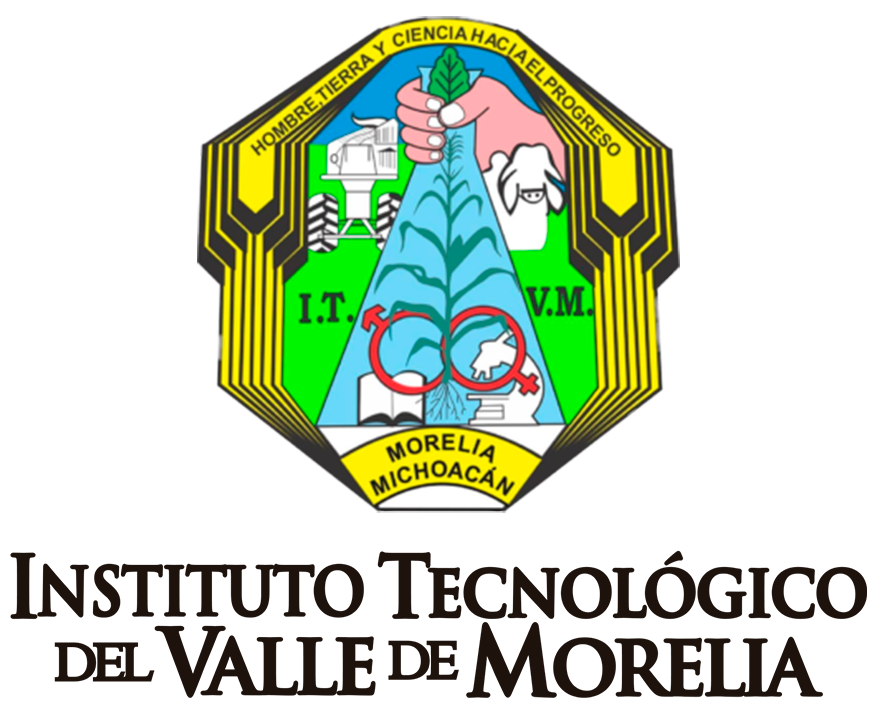 HOMBRE, TIERRA Y CIENCIA HACIA EL PROGRESO
I.T. V.M.
MORELIA
MICHOACÁN
INSTITUTO TECNOLÓGICO
DEL VALLE DE MORELIA